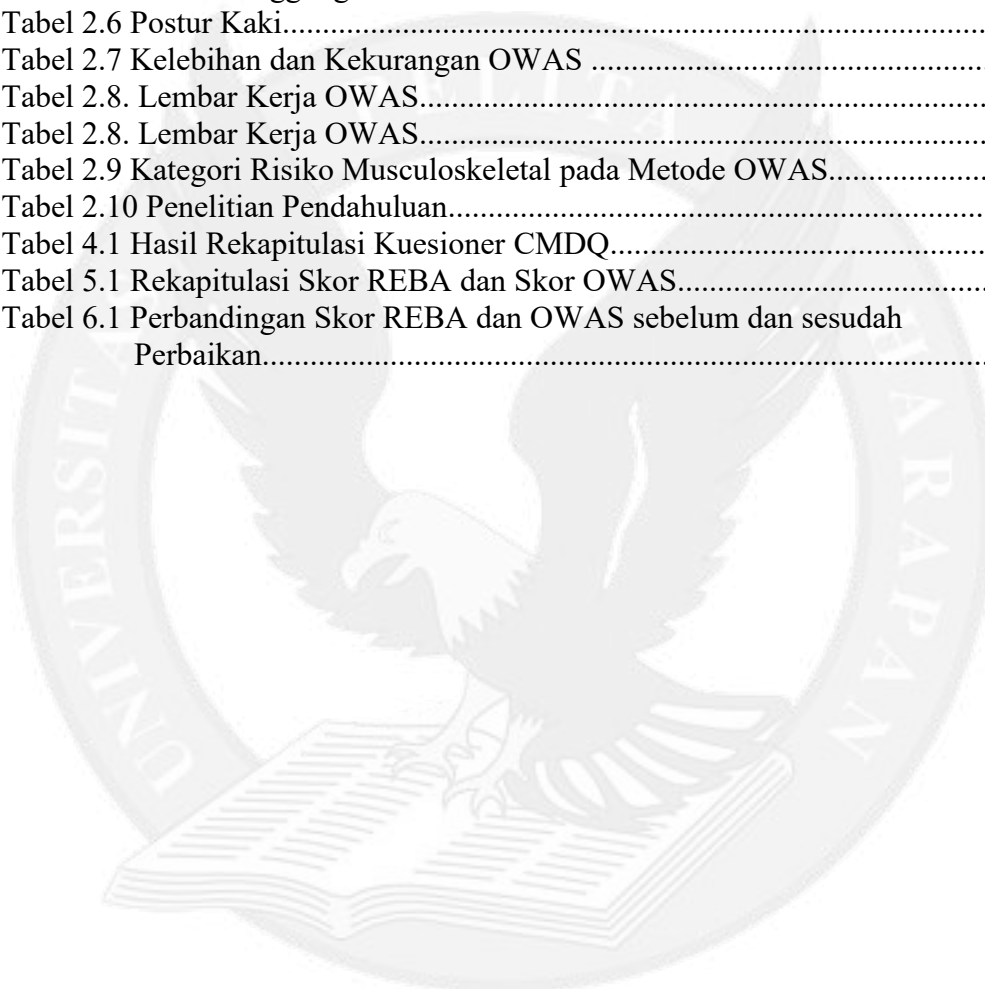 Tabel 2.6 Postur Kaki..........................................................................................
Tabel 2.7 Kelebihan dan Kekurangan OWAS ..................................................
Tabel 2.8. Lembar Kerja OWAS........................................................................
Tabel 2.8. Lembar Kerja OWAS........................................................................
Tabel 2.9 Kategori Risiko Musculoskeletal pada Metode OWAS....................
Tabel 2.10 Penelitian Pendahuluan.....................................................................
Tabel 4.1 Hasil Rekapitulasi Kuesioner CMDQ................................................
Tabel 5.1 Rekapitulasi Skor REBA dan Skor OWAS.......................................
Tabel 6.1 Perbandingan Skor REBA dan OWAS sebelum dan sesudah
Perbaikan.............................................................................................
UNIVERSITAS PELITA HARAPAN